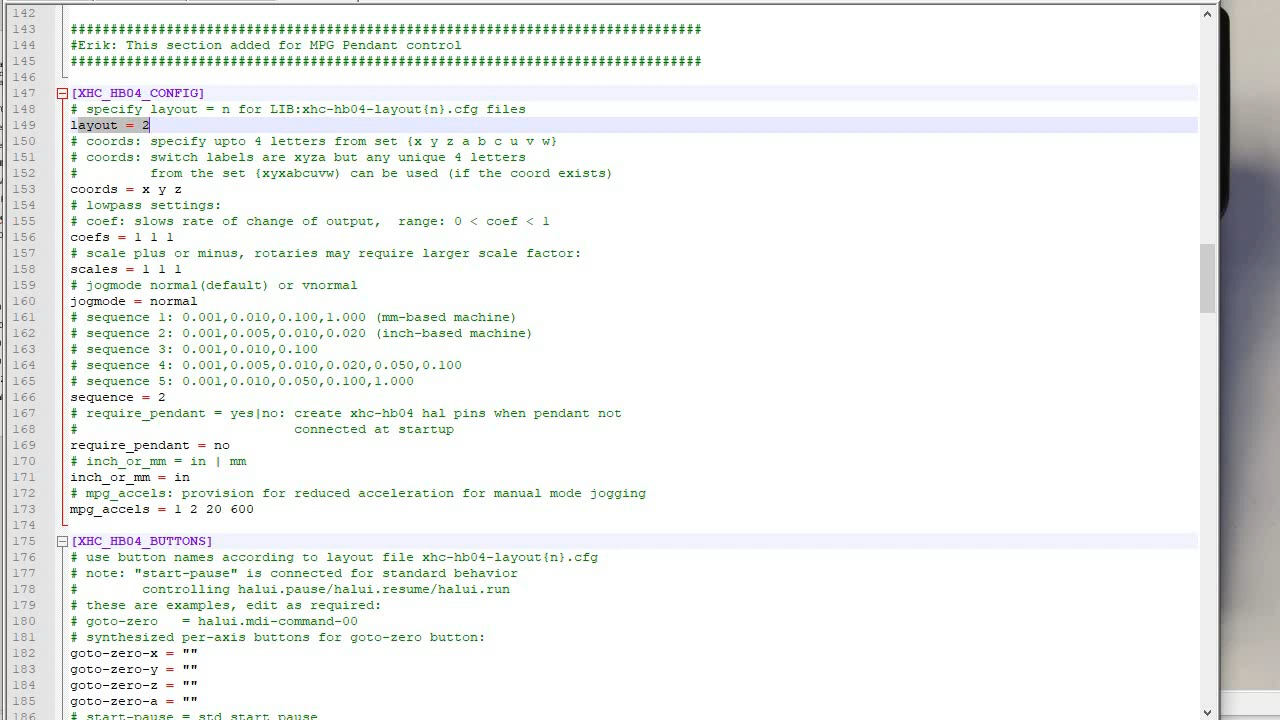 142
143 ###############################################################################
144 #Erik: This section added for MPG Pendant control
145 ###############################################################################
146
147 [XHC_HB04_CONFIG]
148 # specify layout = n for LIB:xhc-hb04-layout{n}.cfg files
149 layout = 2
150 # coords: specify upto 4 letters from set {x y z a b c u v w}
151 # coords: switch labels are xyza but any unique 4 letters
152 #         from the set {xyxabcuvw) can be used (if the coord exists)
153 coords = x y z
154 # lowpass settings:
155 # coef: slows rate of change of output,  range: 0 < coef < 1
156 coefs = 1 1 1
157 # scale plus or minus, rotaries may require larger scale factor:
158 scales = 1 1 1
159 # jogmode normal(default) or vnormal
160 jogmode = normal
161 # sequence 1: 0.001,0.010,0.100,1.000 (mm-based machine)
162 # sequence 2: 0.001,0.005,0.010,0.020 (inch-based machine)
163 # sequence 3: 0.001,0.010,0.100
164 # sequence 4: 0.001,0.005,0.010,0.020,0.050,0.100
165 # sequence 5: 0.001,0.010,0.050,0.100,1.000
166 sequence = 2
167 # require_pendant = yes|no: create xhc-hb04 hal pins when pendant not
168 #                           connected at startup
169 require_pendant = no
170 # inch_or_mm = in | mm
171 inch_or_mm = in
172 # mpg_accels: provision for reduced acceleration for manual mode jogging
173 mpg_accels = 1 2 20 600
174
175 [XHC_HB04_BUTTONS]
176 # use button names according to layout file xhc-hb04-layout{n}.cfg
177 # note: "start-pause" is connected for standard behavior
178 #        controlling halui.pause/halui.resume/halui.run
179 # these are examples, edit as required:
180 # goto-zero   = halui.mdi-command-00
181 # synthesized per-axis buttons for goto-zero button:
182 goto-zero-x = ""
183 goto-zero-y = ""
184 goto-zero-z = ""
185 goto-zero-a = ""
186 # start-pause = std_start_pause